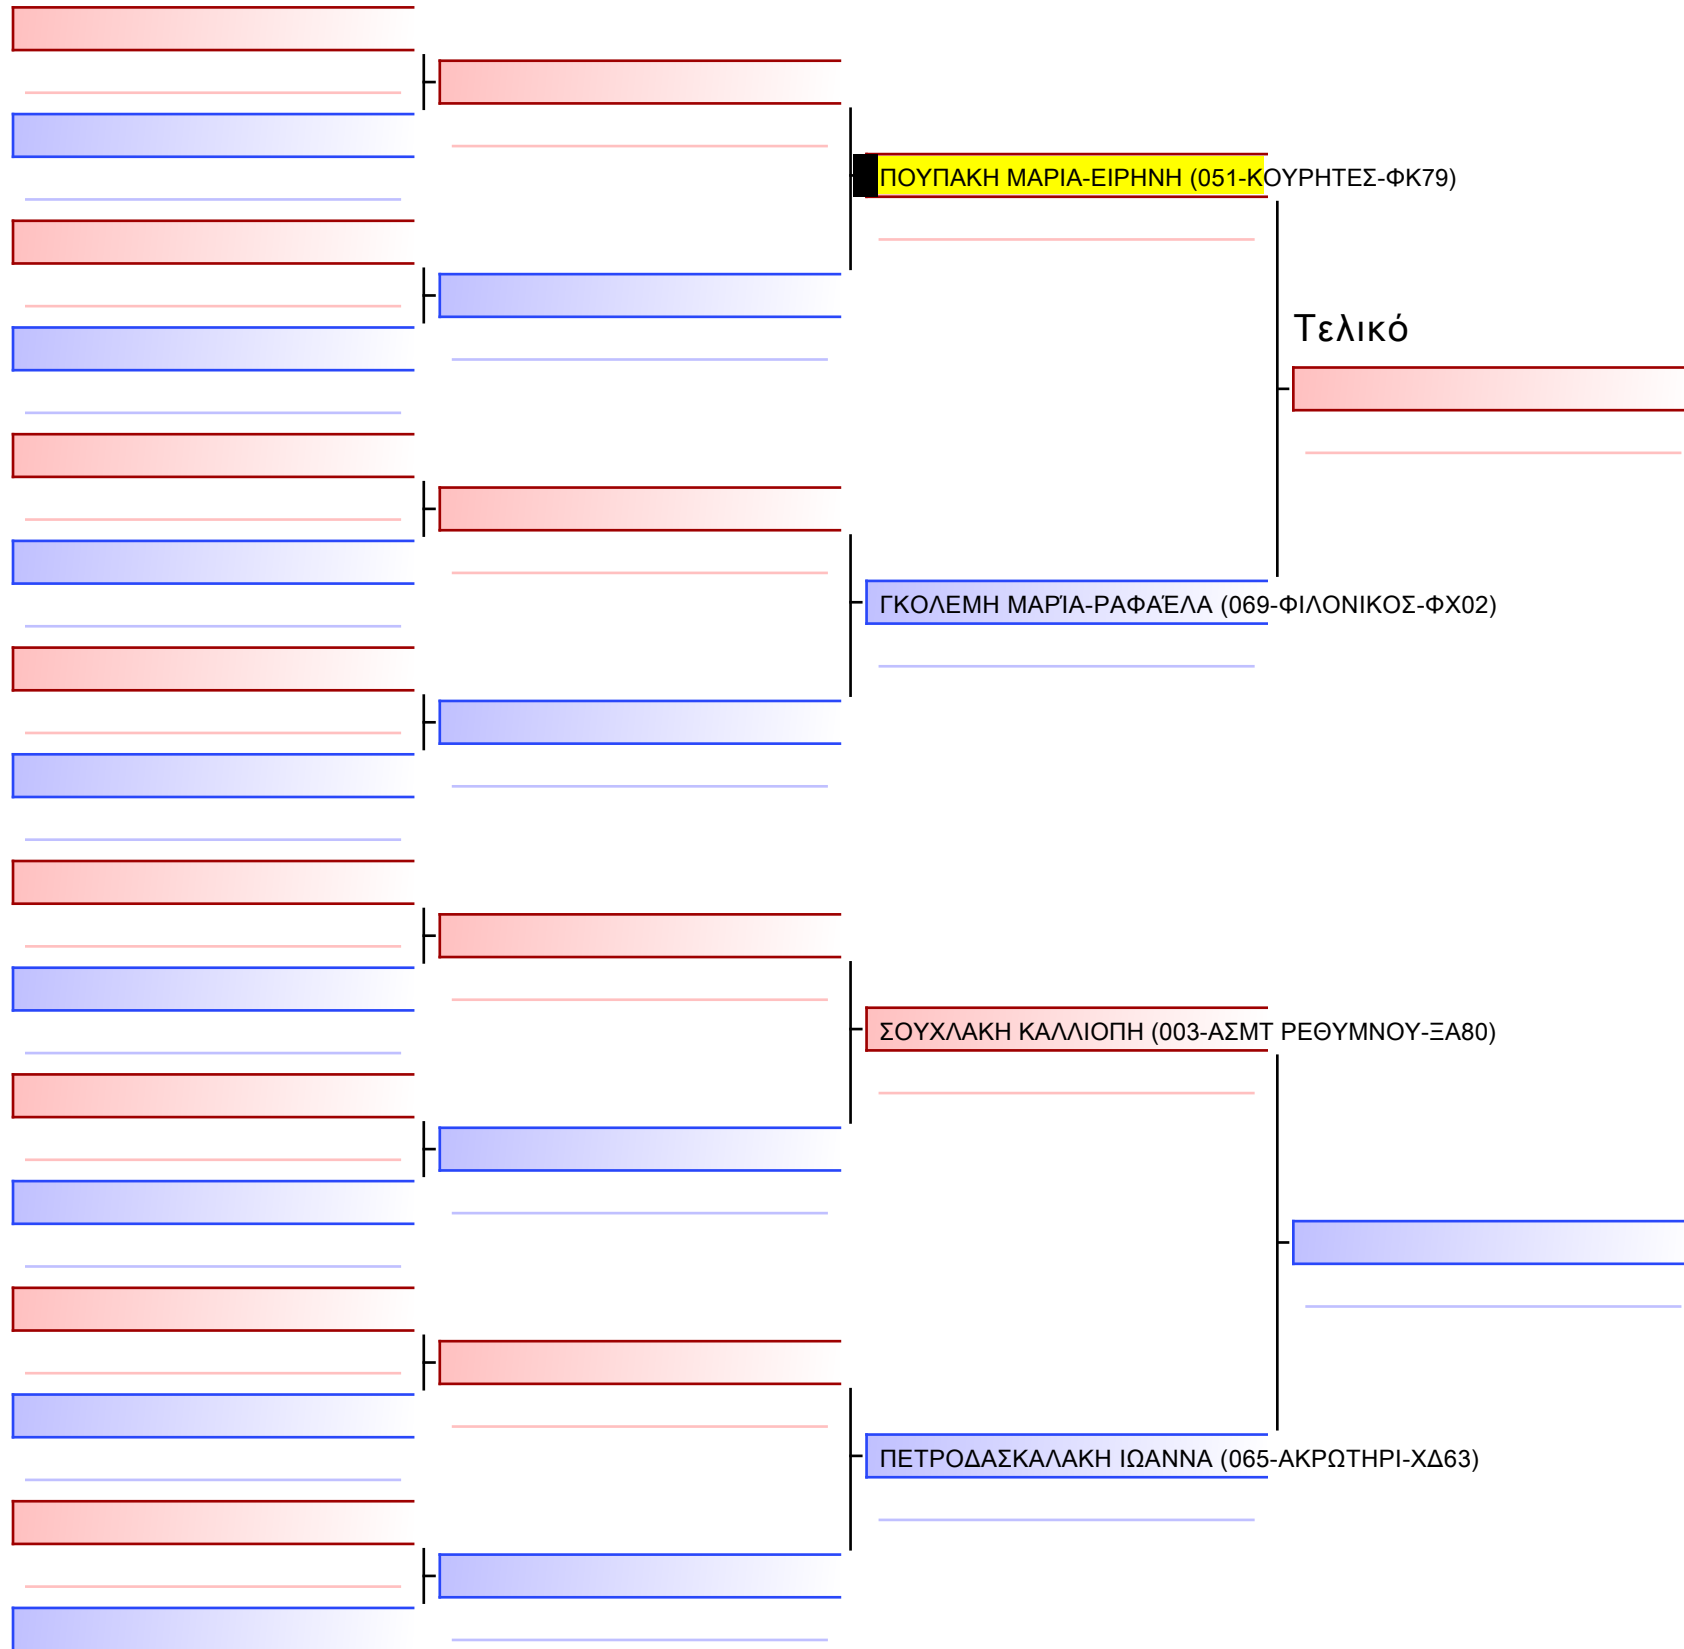 ΠΟΥΠΑΚΗ ΜΑΡΙΑ-ΕΙΡΗΝΗ (051-ΚΟΥΡΗΤΕΣ-ΦΚ79)
Τελικό
ΓΚΟΛΕΜΗ ΜΑΡΊΑ-ΡΑΦΑΈΛΑ (069-ΦΙΛΟΝΙΚΟΣ-ΦΧ02)
ΣΟΥΧΛΑΚΗ ΚΑΛΛΙΟΠΗ (003-ΑΣΜΤ ΡΕΘΥΜΝΟΥ-ΞΑ80)
ΠΕΤΡΟΔΑΣΚΑΛΑΚΗ ΙΩΑΝΝΑ (065-ΑΚΡΩΤΗΡΙ-ΧΔ63)